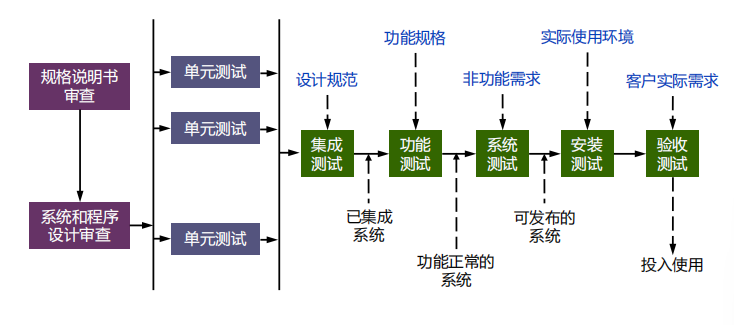 规格说明书
审查
系统和程序
设计审查
单元测试
单元测试
单元测试
设计规范
功能规格
非功能需求
实际使用环境
客户实际需求
集成
测试
功能
测试
系统
测试
安装
测试
验收
测试
已集成
系统
功能正常的
系统
可发布的
系统
投入使用